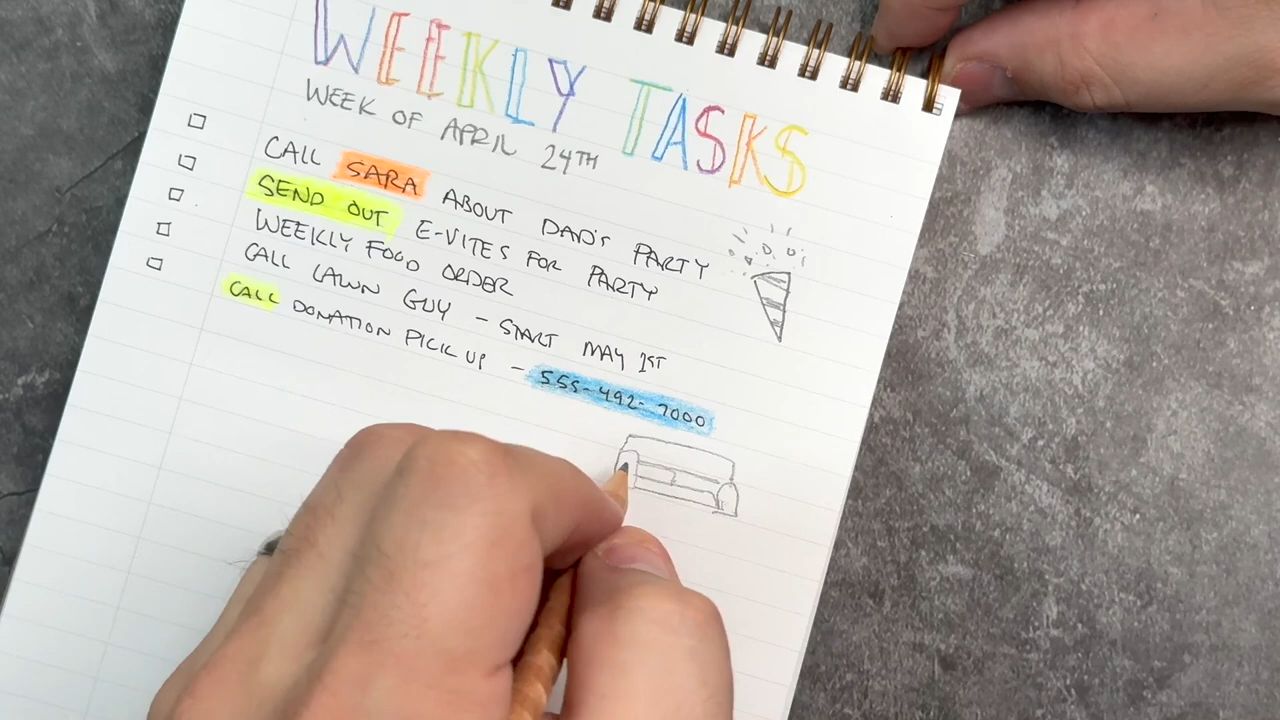 WEEKLY TASKS
WEEK OF APRIL 24TH
CALL SARA ABOUT DAD'S PARTY
SEND OUT E-VITES FOR PARTY
WEEKLY FOOD ORDER
CALL LAWN GUY - START MAY 1ST
CALL DONATION PICK UP - 555-492-7000